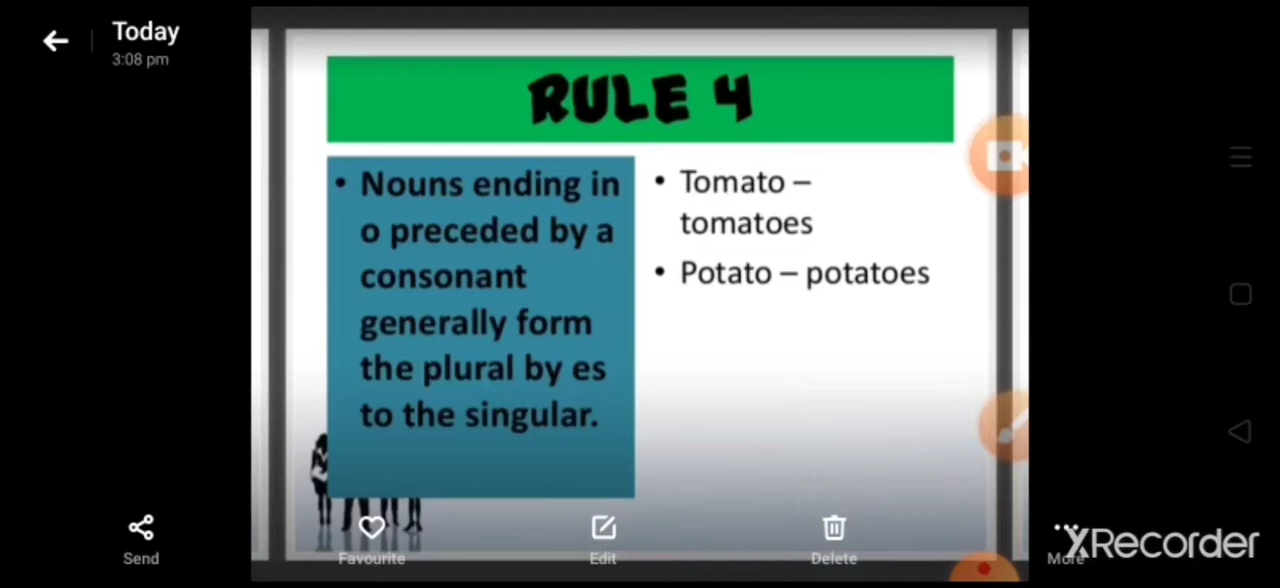 Today
3:08 pm
RULE 4
• Nouns ending in
o preceded by a
consonant
generally form
the plural by es
to the singular.
• Tomato –
tomatoes
• Potato – potatoes
Send
Favourite
Edit
Delete
More
XRecorder